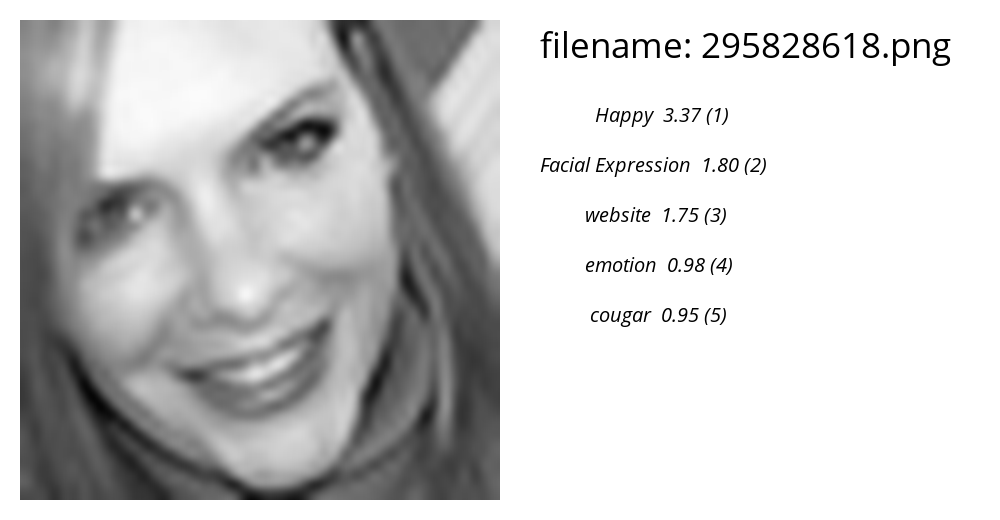 filename: 295828618.png
Happy 3.37 (1)
Facial Expression 1.80 (2)
website 1.75 (3)
emotion 0.98 (4)
cougar 0.95 (5)